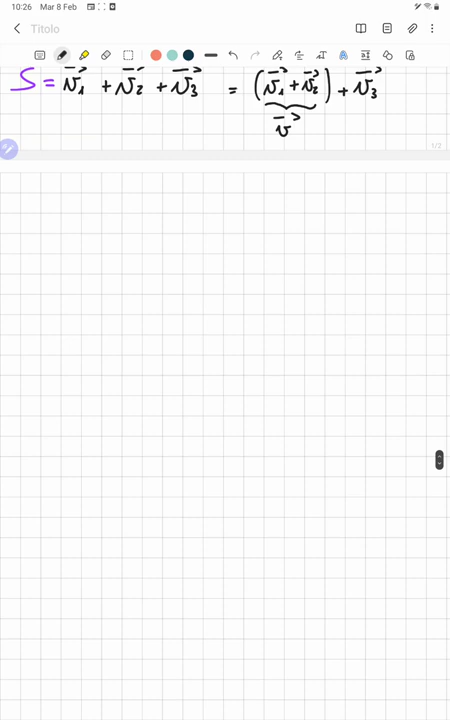 10:26 Mar 8 Feb
Titolo
S = v⃗₁ + v⃗₂ + v⃗₃ = (v⃗₁ + v⃗₂) + v⃗₃
v⃗
1/2